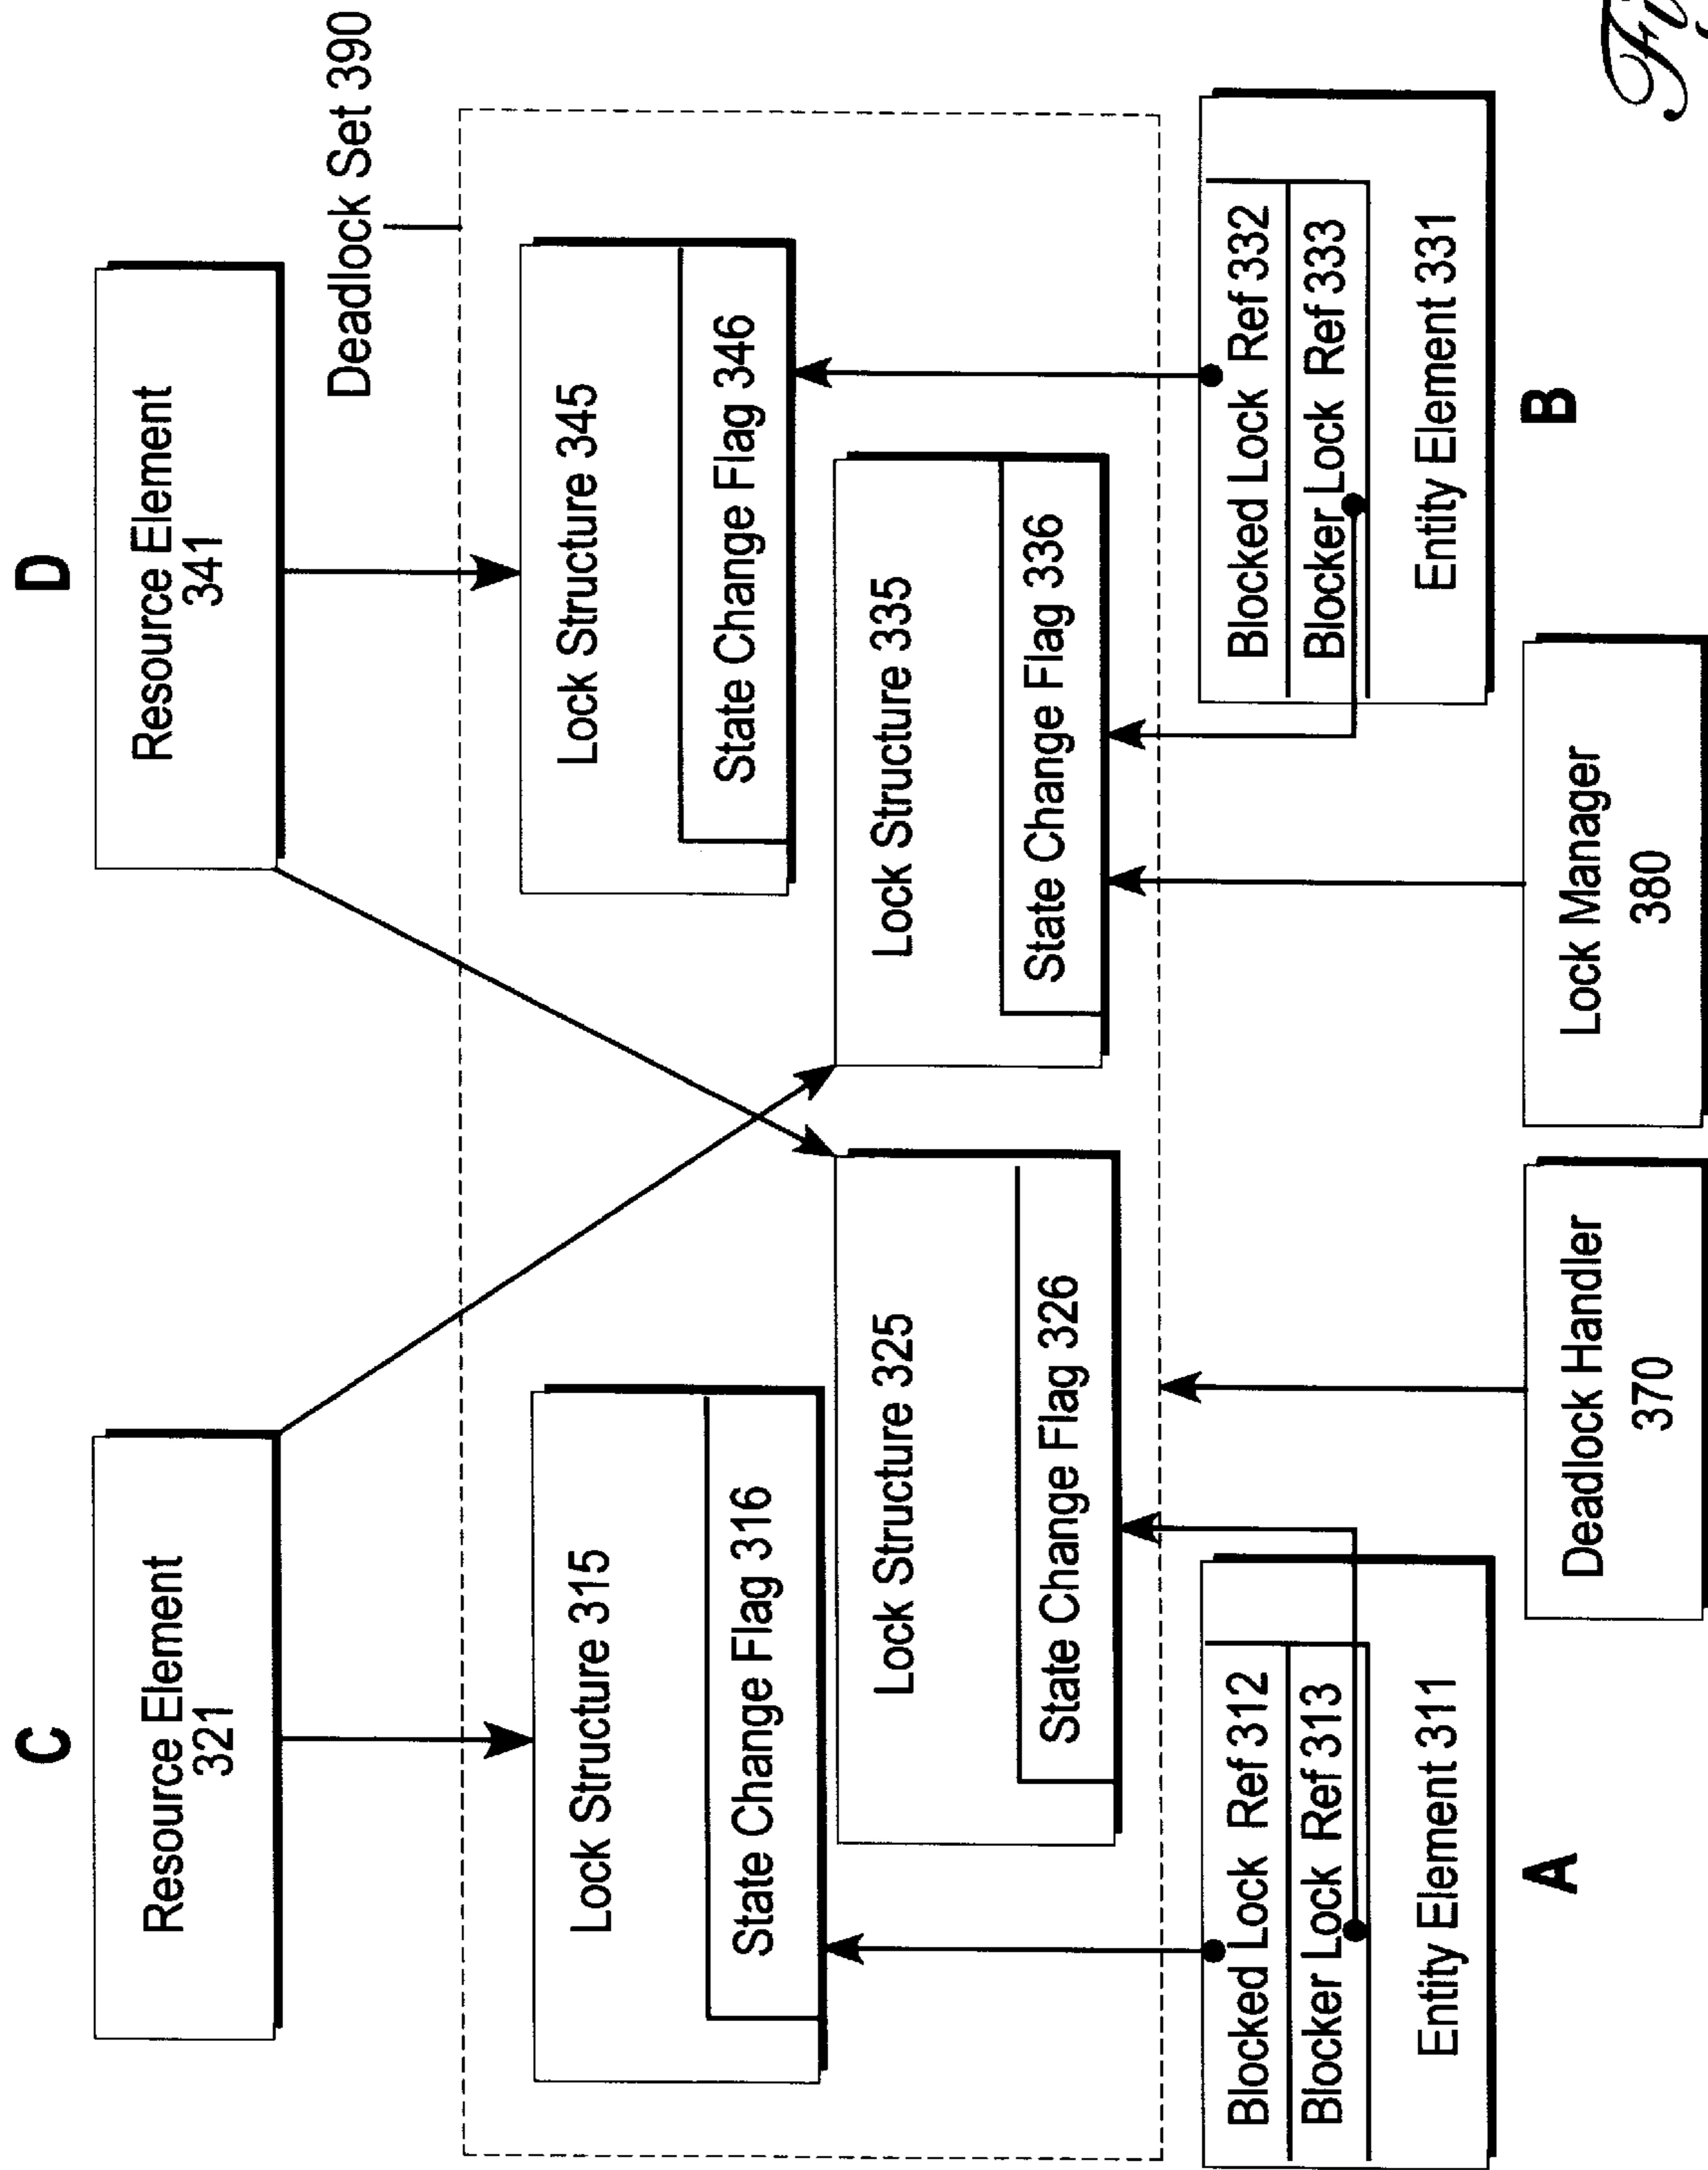 C
D
Resource Element
321
Resource Element
341
Deadlock Set 390
Lock Structure 315
State Change Flag 316
Lock Structure 345
State Change Flag 346
Lock Structure 325
State Change Flag 326
Lock Structure 335
State Change Flag 336
Blocked Lock Ref 312
Blocker Lock Ref 313
Entity Element 311
A
Blocked Lock Ref 332
Blocker Lock Ref 333
Entity Element 331
B
Deadlock Handler
370
Lock Manager
380